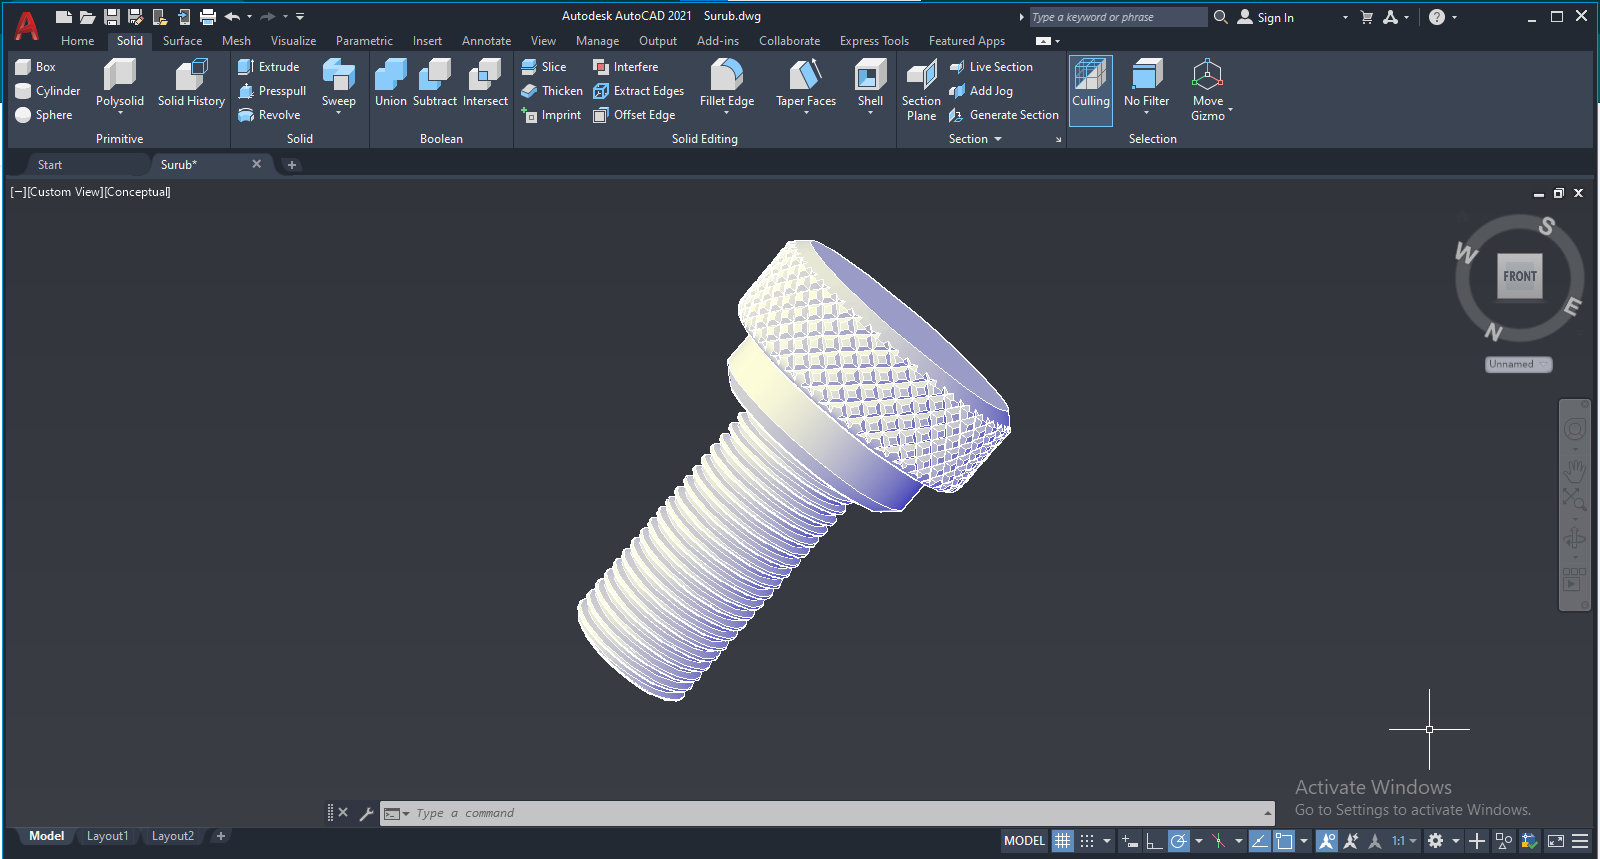 Autodesk AutoCAD 2021 Surub.dwg
Type a keyword or phrase
Sign In
Home Solid Surface Mesh Visualize Parametric Insert Annotate View Manage Output Add-ins Collaborate Express Tools Featured Apps
Box
Cylinder
Sphere
Polysolid
Solid History
Primitive
Extrude
Presspull
Revolve
Sweep
Solid
Union Subtract Intersect
Boolean
Slice
Thicken
Imprint
Interfere
Extract Edges
Offset Edge
Fillet Edge
Taper Faces
Shell
Solid Editing
Section
Plane
Live Section
Add Jog
Generate Section
Section
Culling
No Filter
Move
Gizmo
Selection
Start
Surub*
[−][Custom View][Conceptual]
S
W
FRONT
E
N
Unnamed
Activate Windows
Go to Settings to activate Windows.
Type a command
Model Layout1 Layout2
MODEL
1:1